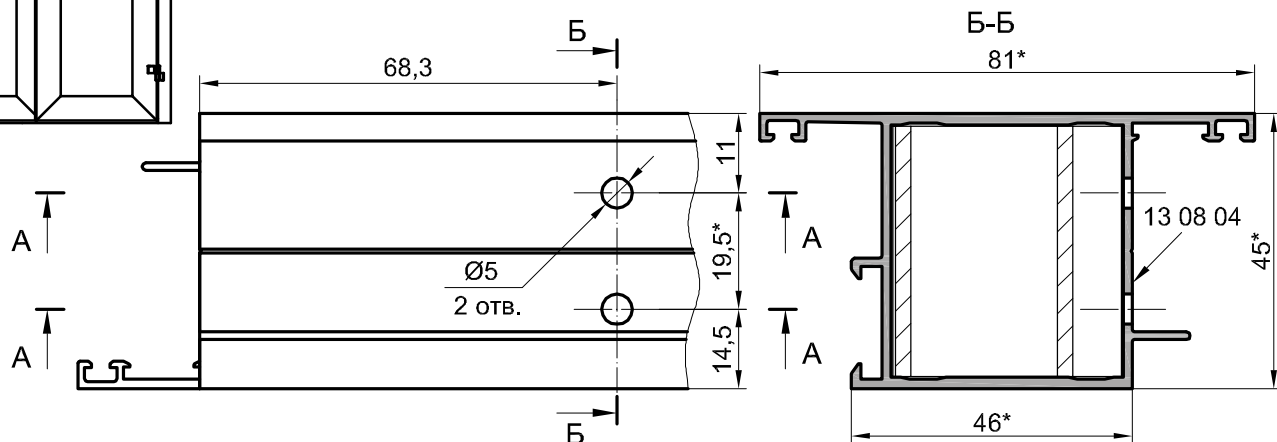 Б
Б-Б
68,3
81*
11
А
А
13 08 04
19,5*
45*
Ø5
2 отв.
А
А
14,5
Б
46*